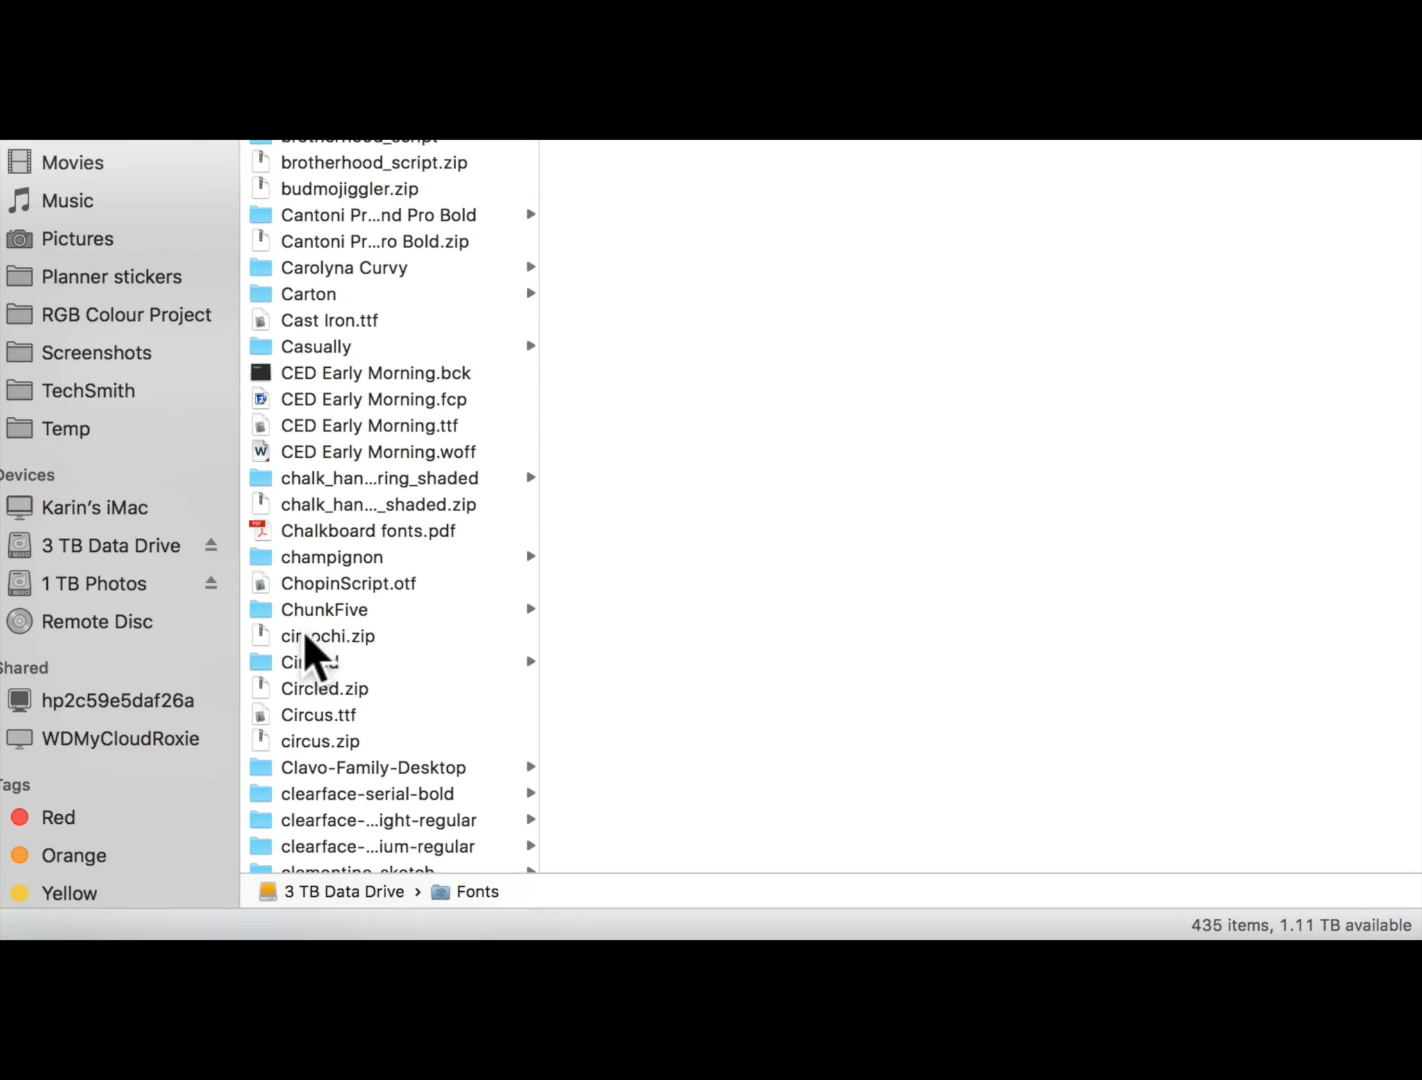 Movies
Music
Pictures
Planner stickers
RGB Colour Project
Screenshots
TechSmith
Temp
Devices
Karin's iMac
3 TB Data Drive
1 TB Photos
Remote Disc
Shared
hp2c59e5daf26a
WDMyCloudRoxie
Tags
Red
Orange
Yellow
brotherhood_script
brotherhood_script.zip
budmojiggler.zip
Cantoni Pr...nd Pro Bold
Cantoni Pr...ro Bold.zip
Carolyna Curvy
Carton
Cast Iron.ttf
Casually
CED Early Morning.bck
CED Early Morning.fcp
CED Early Morning.ttf
CED Early Morning.woff
chalk_han...ring_shaded
chalk_han..._shaded.zip
Chalkboard fonts.pdf
champignon
ChopinScript.otf
ChunkFive
Circled.zip
Circus.ttf
circus.zip
Clavo-Family-Desktop
clearface-serial-bold
clearface-...ight-regular
clearface-...ium-regular
clementine_sketch
3 TB Data Drive › Fonts
435 items, 1.11 TB available